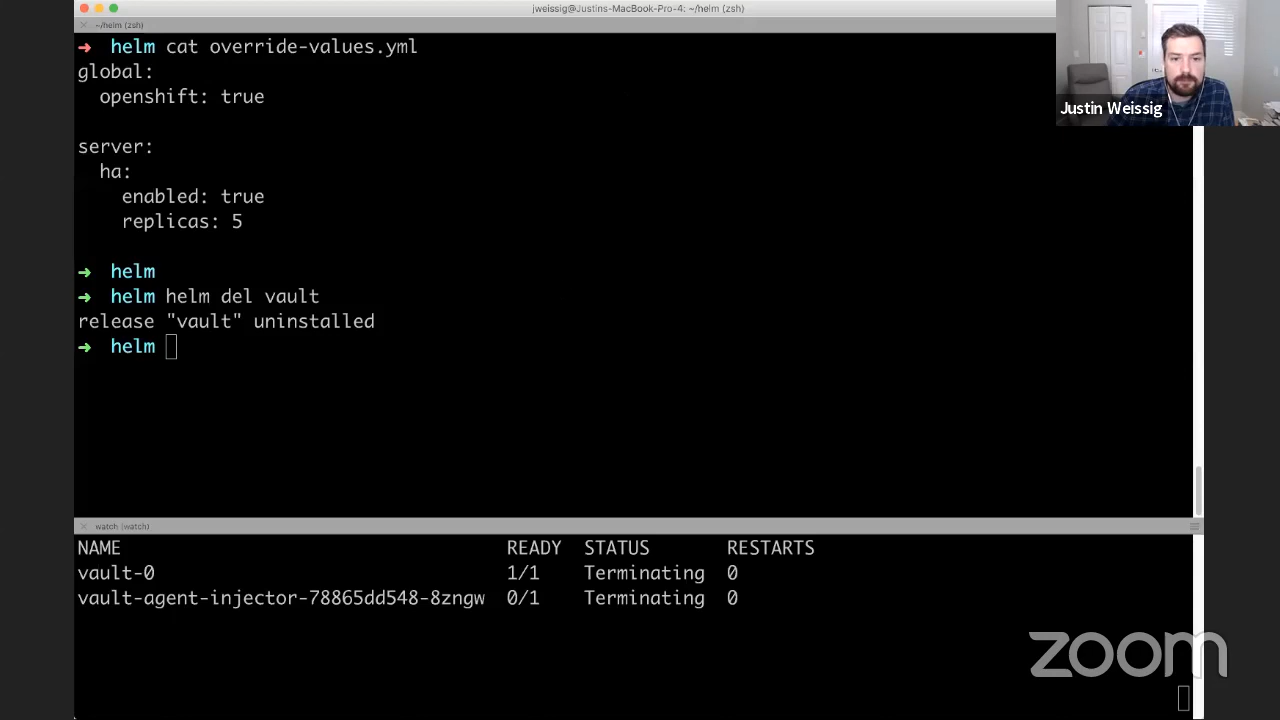 jweissig@Justins-MacBook-Pro-4: ~/helm (zsh)
~/helm (zsh)
➜ helm cat override-values.yml
global:
  openshift: true
server:
  ha:
    enabled: true
    replicas: 5
➜ helm
➜ helm helm del vault
release "vault" uninstalled
➜ helm
Justin Weissig
watch (watch)
NAME READY STATUS RESTARTS
vault-0 1/1 Terminating 0
vault-agent-injector-78865dd548-8zngw 0/1 Terminating 0
zoom